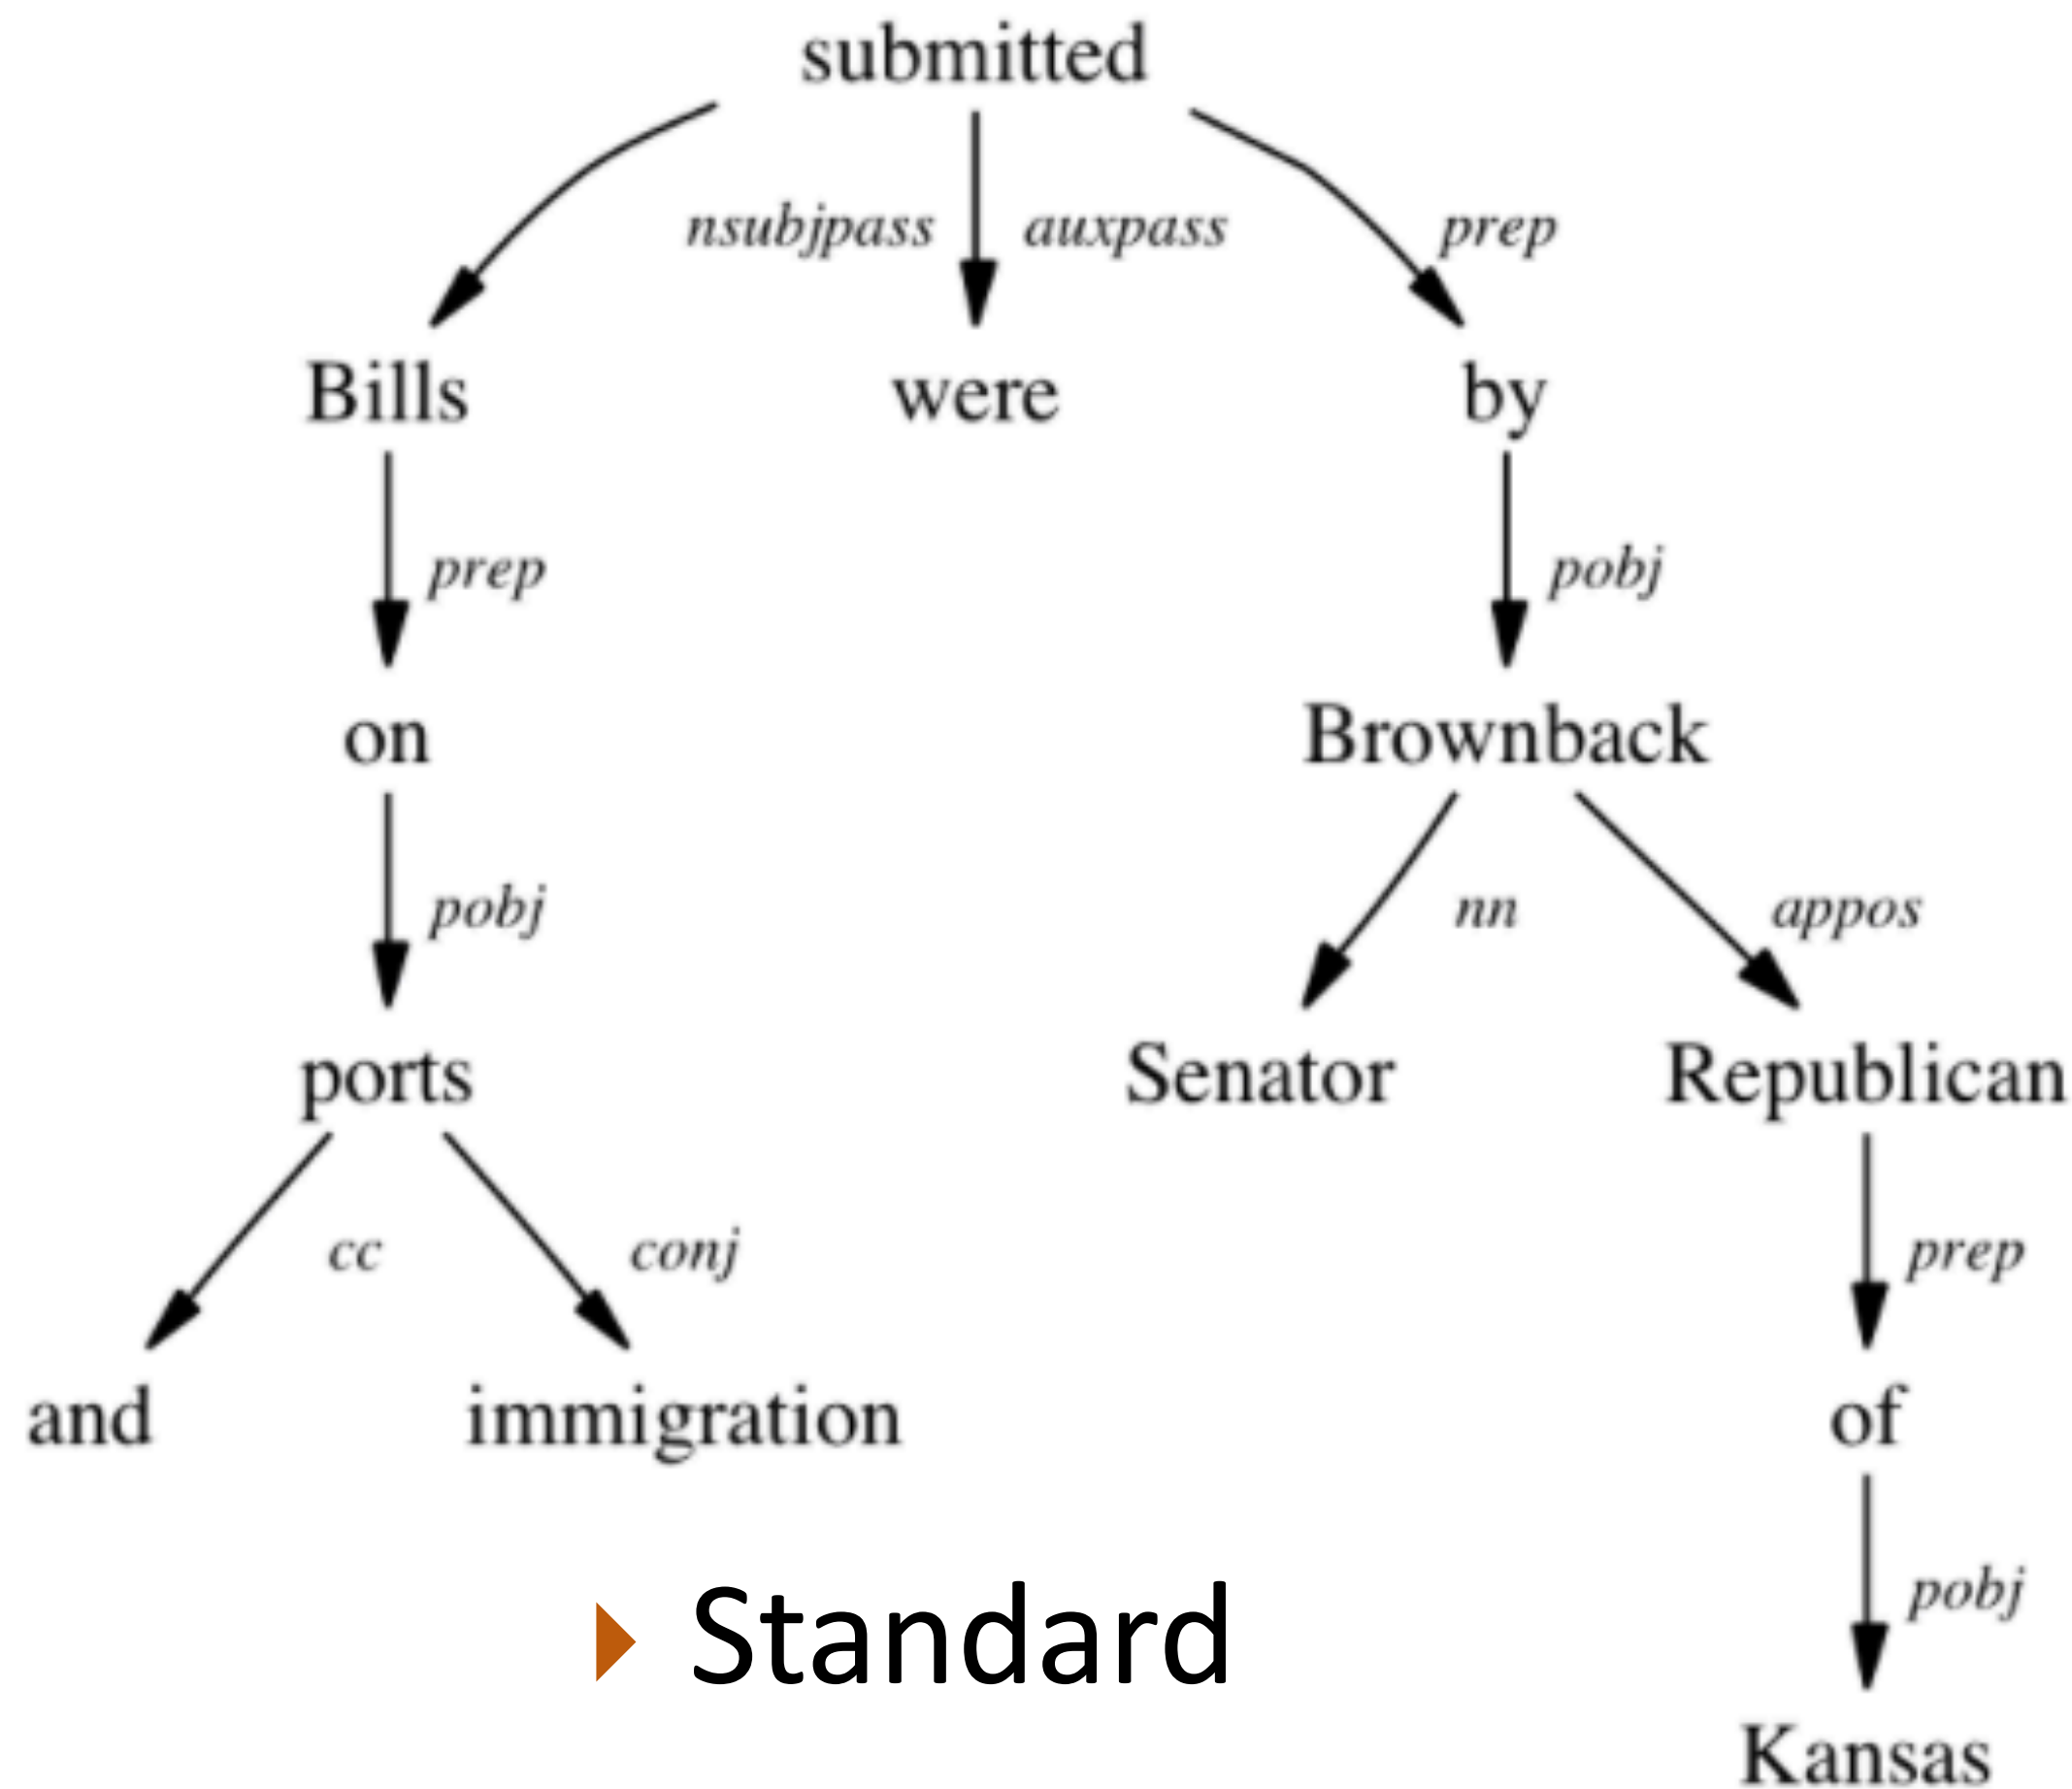 submitted
nsubjpass auxpass prep
Bills were by
prep pobj
on Brownback
pobj nn appos
ports Senator Republican
cc conj prep
and immigration of
Standard pobj
Kansas